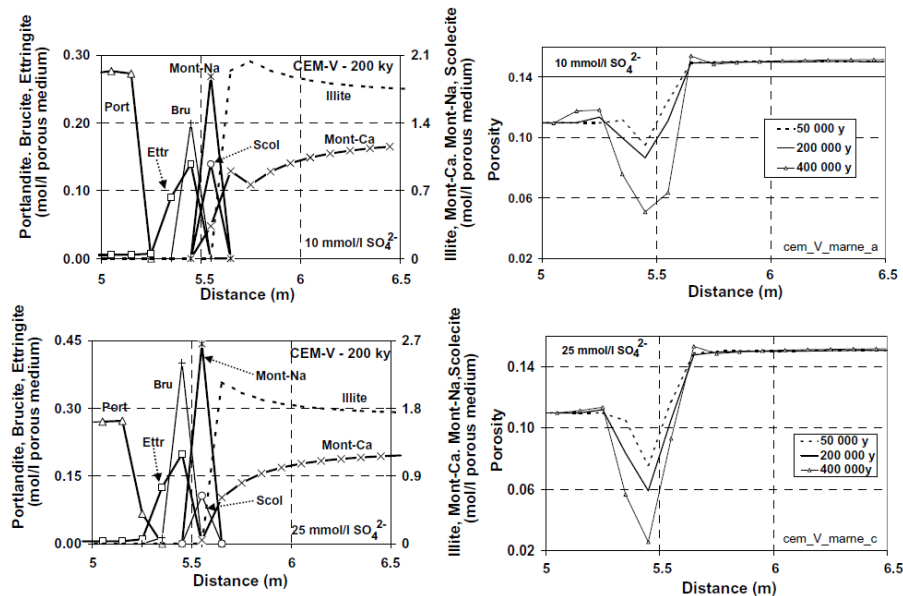 Portlandite, Brucite, Ettringite
(mol/l porous medium)
0.30
0.20
0.10
0.00
Port
Ettr
Bru
Mont-Na
CEM-V - 200 ky
Illite
Scol
Mont-Ca
10 mmol/l SO₄²⁻
2.1
1.4
0.7
0
5
5.5
6
6.5
Distance (m)
Illite, Mont-Ca. Mont-Na, Scolecite
(mol/l porous medium)
Porosity
0.14
0.10
0.06
0.02
10 mmol/l SO₄²⁻
50 000 y
200 000 y
400 000 y
cem_V_marne_a
5
5.5
6
6.5
Distance (m)
Portlandite, Brucite, Ettringite
(mol/l porous medium)
0.45
0.30
0.15
0.00
Port
Ettr
Bru
CEM-V - 200 ky
Mont-Na
Illite
Mont-Ca
Scol
25 mmol/l SO₄²⁻
2.7
1.8
0.9
0
5
5.5
6
6.5
Distance (m)
Illite, Mont-Ca. Mont-Na,Scolecite
(mol/l porous medium)
Porosity
0.14
0.10
0.06
0.02
25 mmol/l SO₄²⁻
50 000 y
200 000 y
400 000y
cem_V_marne_c
5
5.5
6
6.5
Distance (m)